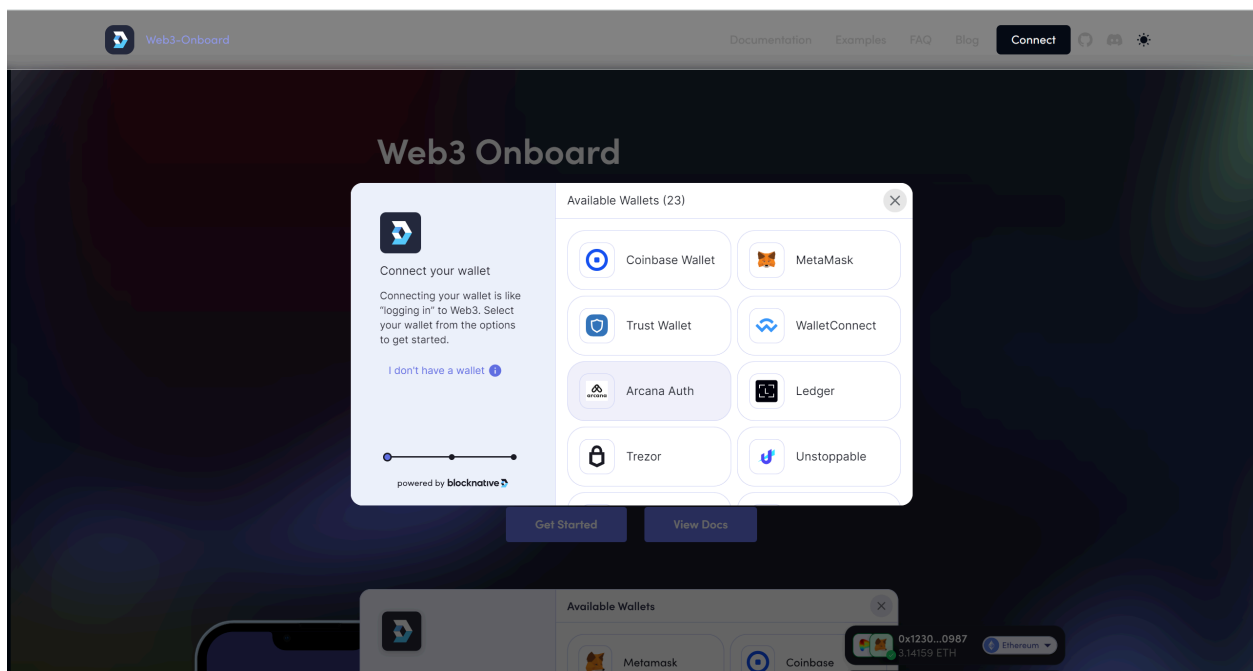 Web3-Onboard
Documentation Examples FAQ Blog Connect
Web3 Onboard
Available Wallets (23)
Connect your wallet
Connecting your wallet is like
“logging in” to Web3. Select
your wallet from the options
to get started.
I don't have a wallet i
powered by blocknative
Coinbase Wallet
MetaMask
Trust Wallet
WalletConnect
arcana
Arcana Auth
Ledger
Trezor
Unstoppable
Get Started
View Docs
Available Wallets
Metamask
Coinbase
0x1230...0987
3.14159 ETH
Ethereum